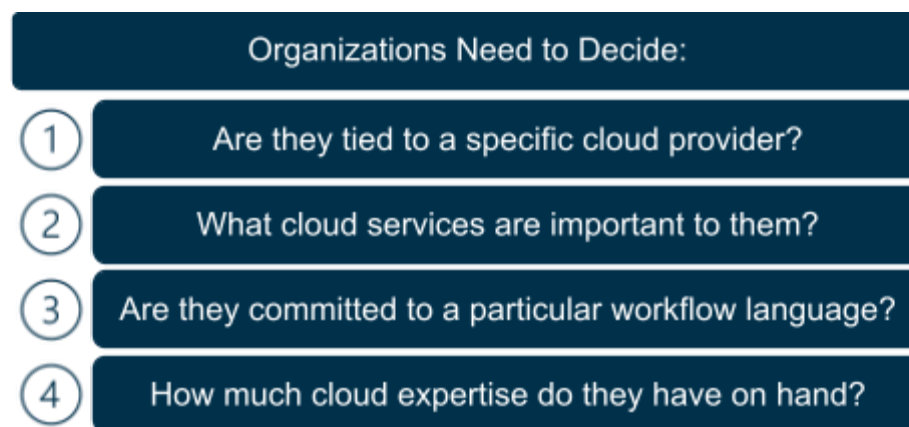 Organizations Need to Decide:
1
Are they tied to a specific cloud provider?
2
What cloud services are important to them?
3
Are they committed to a particular workflow language?
4
How much cloud expertise do they have on hand?